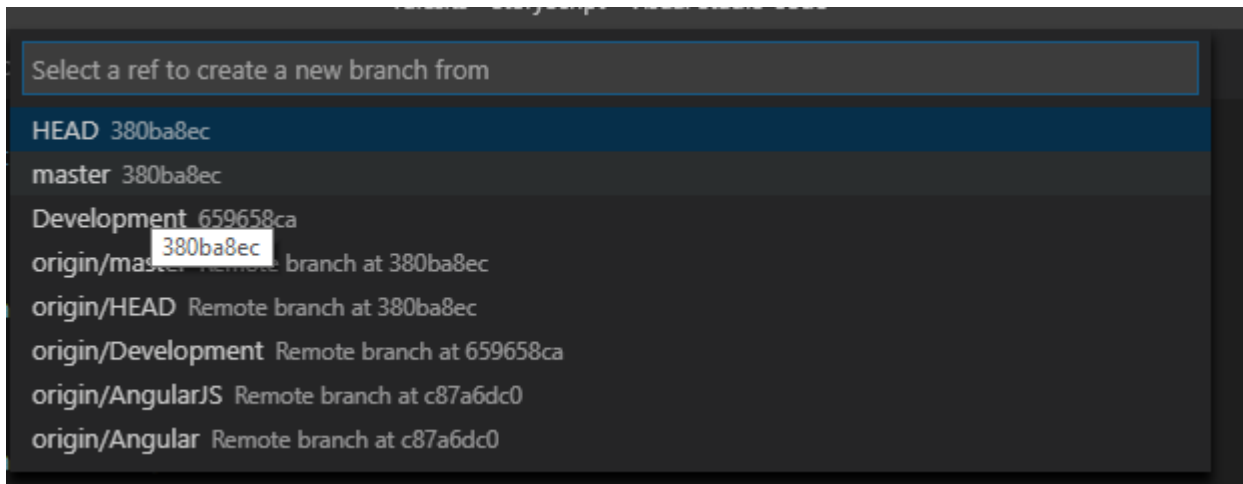 Select a ref to create a new branch from
HEAD 380ba8ec
master 380ba8ec
Development 659658ca
380ba8ec
origin/master Remote branch at 380ba8ec
origin/HEAD Remote branch at 380ba8ec
origin/Development Remote branch at 659658ca
origin/AngularJS Remote branch at c87a6dc0
origin/Angular Remote branch at c87a6dc0